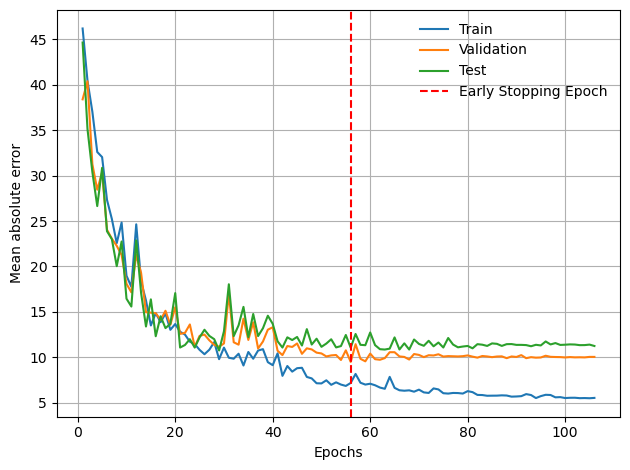 Train
Validation
Test
Early Stopping Epoch
45
40
35
30
25
20
15
10
5
Mean absolute error
0 20 40 60 80 100
Epochs